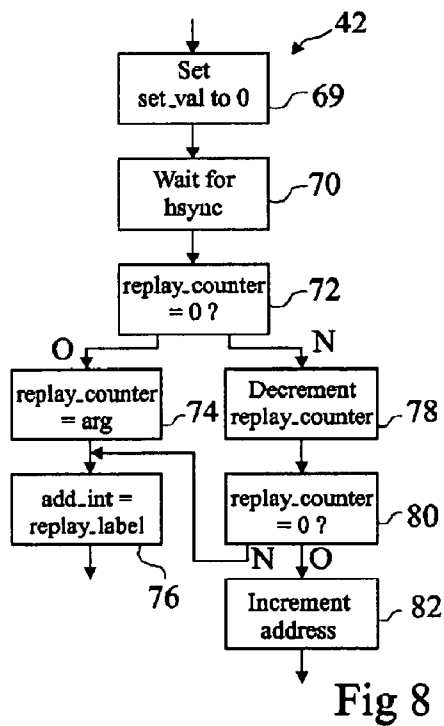 42
Set
set_val to 0
69
Wait for
hsync
70
replay_counter
= 0 ?
72
O
N
replay_counter
= arg
74
Decrement
replay_counter
78
add_int =
replay_label
76
replay_counter
= 0 ?
80
N
O
Increment
address
82
Fig 8